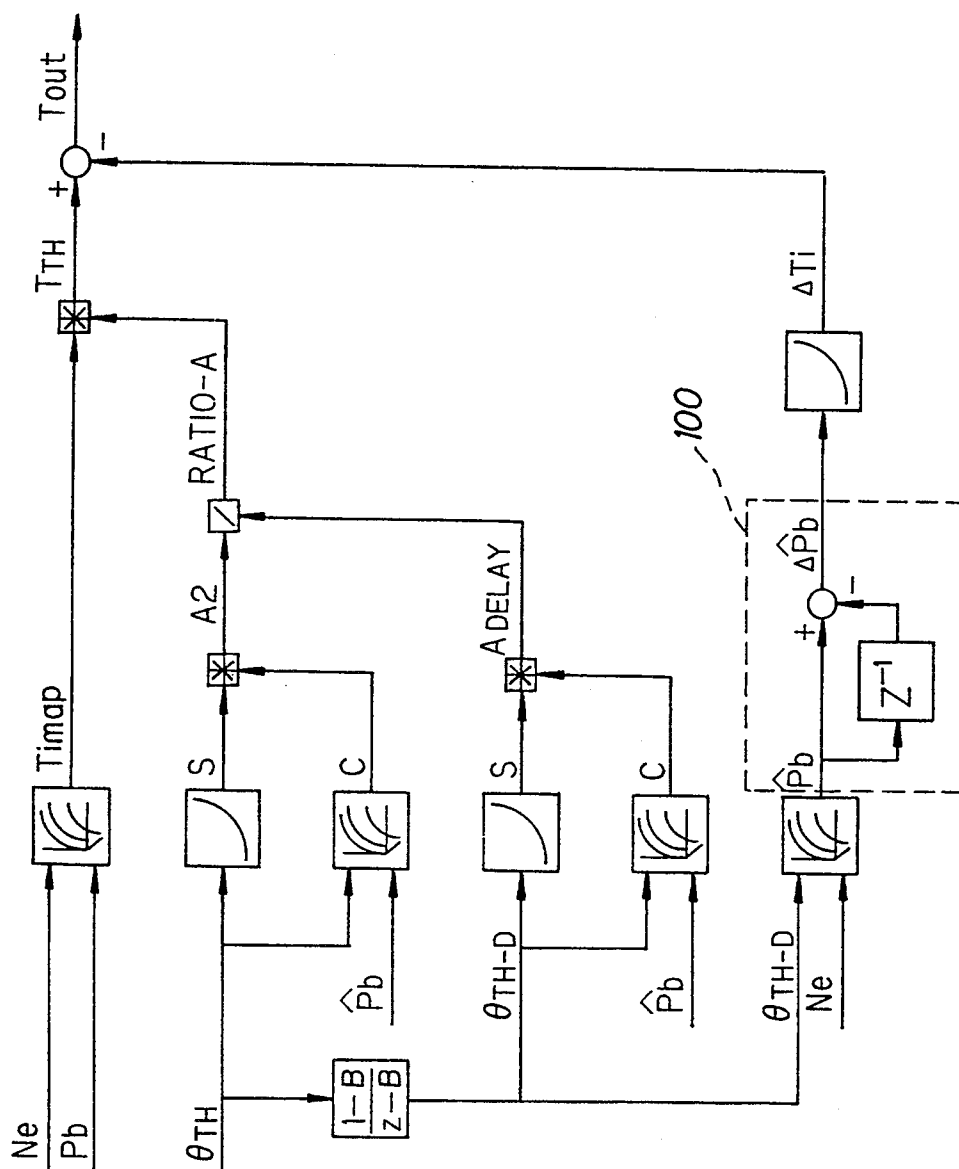 Ne
Pb
Timap
TTH
+
-
Tout
θTH
S
A2
RATIO-A
C
P̂b
1-B
z-B
θTH-D
S
ADELAY
C
P̂b
100
θTH-D
Ne
P̂b
+
-
ΔP̂b
Z⁻¹
ΔTi